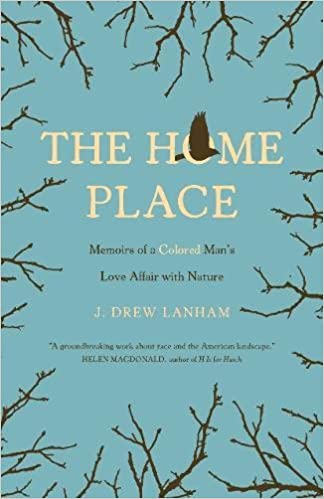 THE HOME
PLACE
Memoirs of a Colored Man's
Love Affair with Nature
J. DREW LANHAM
"A groundbreaking work about race and the American landscape."
HELEN MACDONALD, author of H Is for Hawk